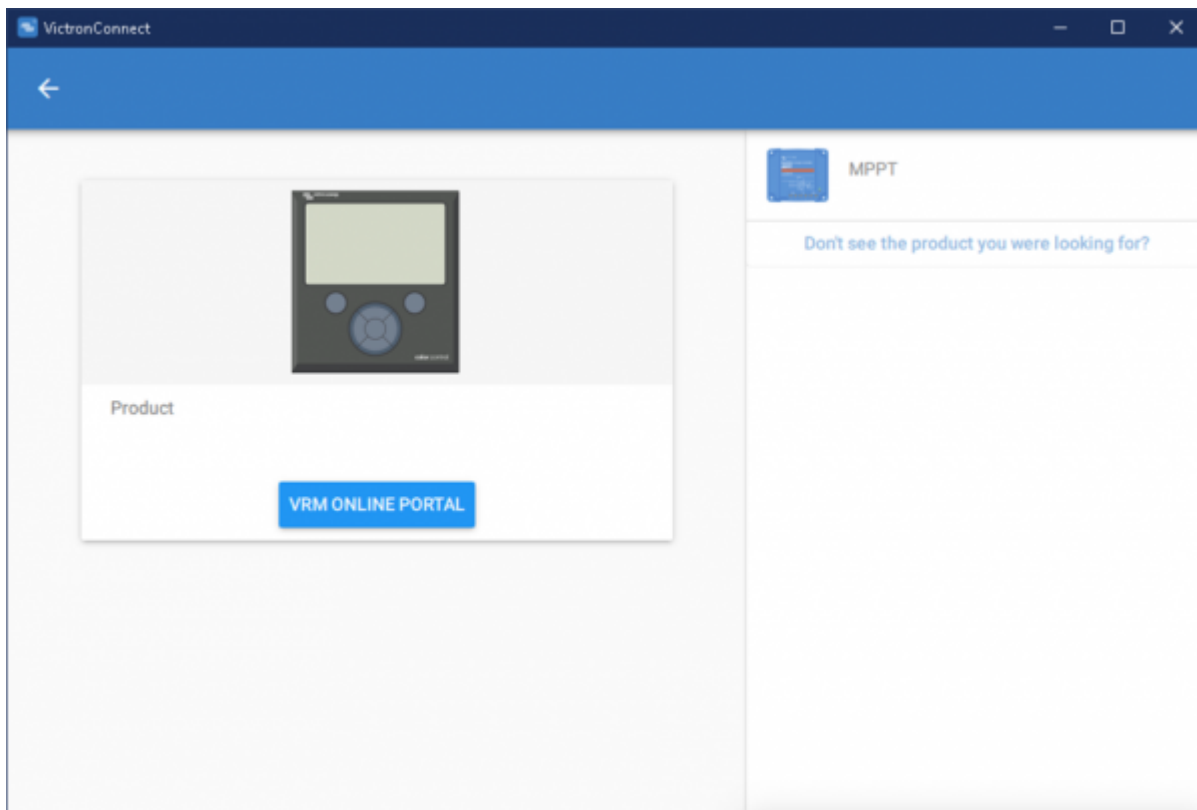 VictronConnect
Product
VRM ONLINE PORTAL
MPPT
Don't see the product you were looking for?